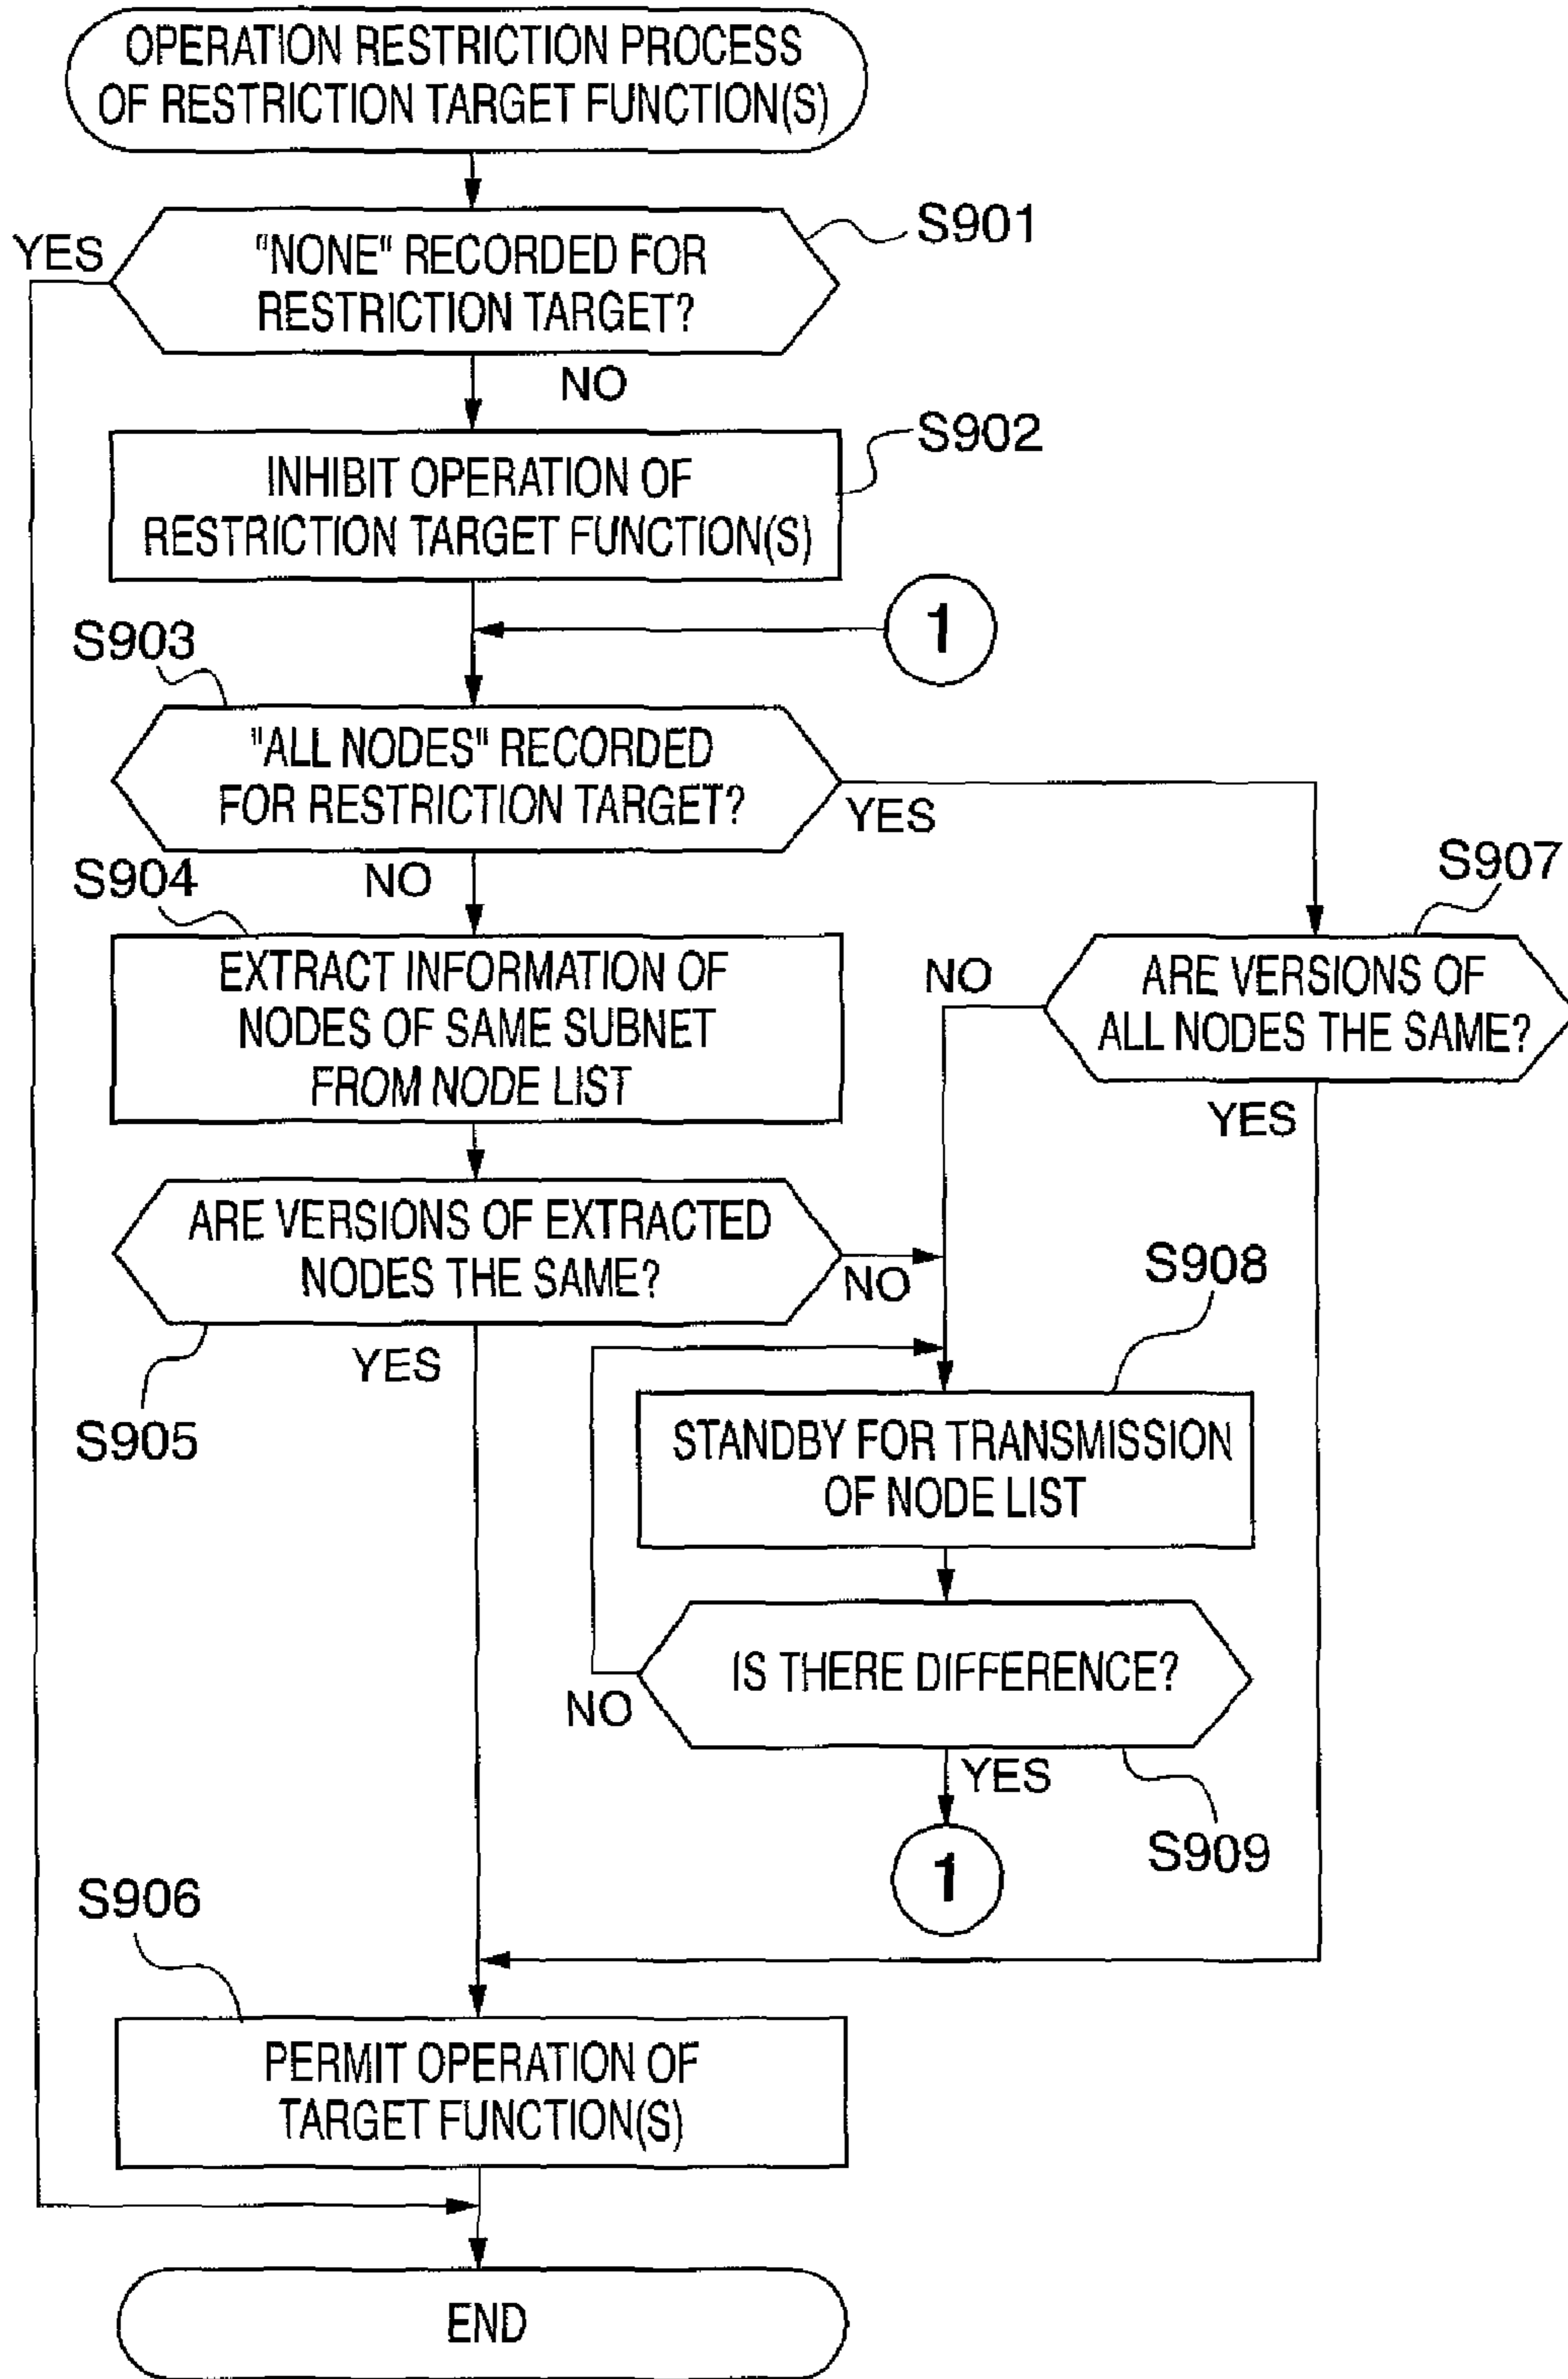 OPERATION RESTRICTION PROCESS
OF RESTRICTION TARGET FUNCTION(S)
S901
YES
"NONE" RECORDED FOR
RESTRICTION TARGET?
NO
S902
INHIBIT OPERATION OF
RESTRICTION TARGET FUNCTION(S)
1
S903
"ALL NODES" RECORDED
FOR RESTRICTION TARGET?
YES
NO
S904
S907
EXTRACT INFORMATION OF
NODES OF SAME SUBNET
FROM NODE LIST
NO
ARE VERSIONS OF
ALL NODES THE SAME?
YES
ARE VERSIONS OF EXTRACTED
NODES THE SAME?
NO
S908
YES
S905
STANDBY FOR TRANSMISSION
OF NODE LIST
IS THERE DIFFERENCE?
NO
YES
S909
1
S906
PERMIT OPERATION OF
TARGET FUNCTION(S)
END